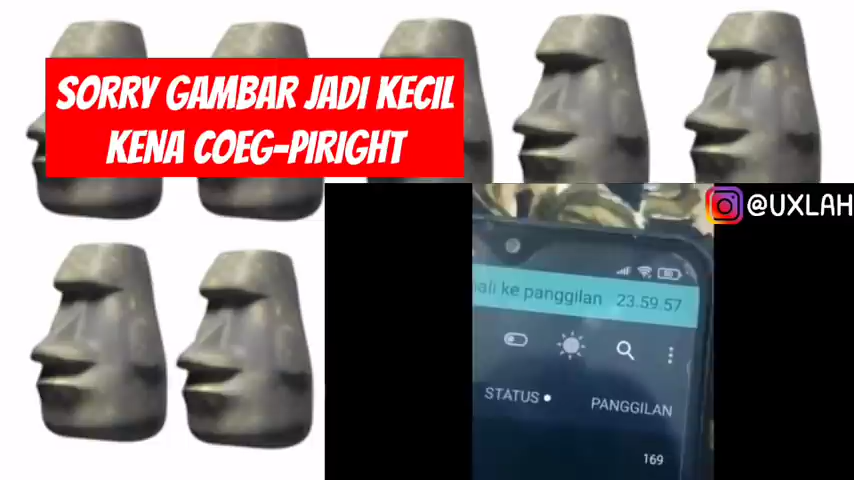 SORRY GAMBAR JADI KECIL
KENA COEG-PIRIGHT
@UXLAH
ali ke panggilan 23.59.57
STATUS
PANGGILAN
169